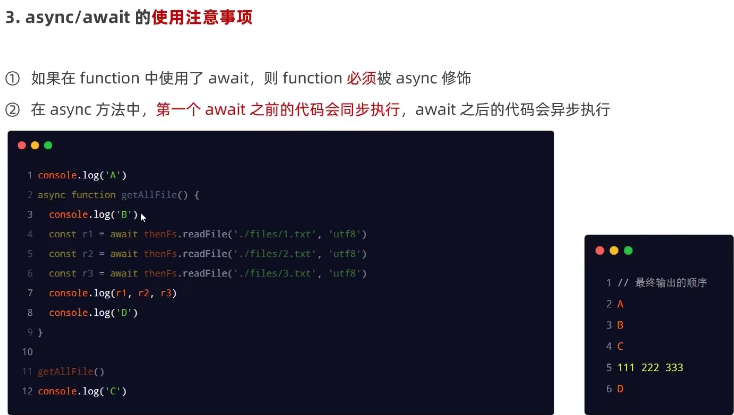 3. async/await 的使用注意事项
① 如果在 function 中使用了 await，则 function 必须被 async 修饰
② 在 async 方法中，第一个 await 之前的代码会同步执行，await 之后的代码会异步执行
1 console.log('A')
2 async function getAllFile() {
3 console.log('B')
4 const r1 = await thenFs.readFile('./files/1.txt', 'utf8')
5 const r2 = await thenFs.readFile('./files/2.txt', 'utf8')
6 const r3 = await thenFs.readFile('./files/3.txt', 'utf8')
7 console.log(r1, r2, r3)
8 console.log('D')
9 }
10
11 getAllFile()
12 console.log('C')
1 // 最终输出的顺序
2 A
3 B
4 C
5 111 222 333
6 D